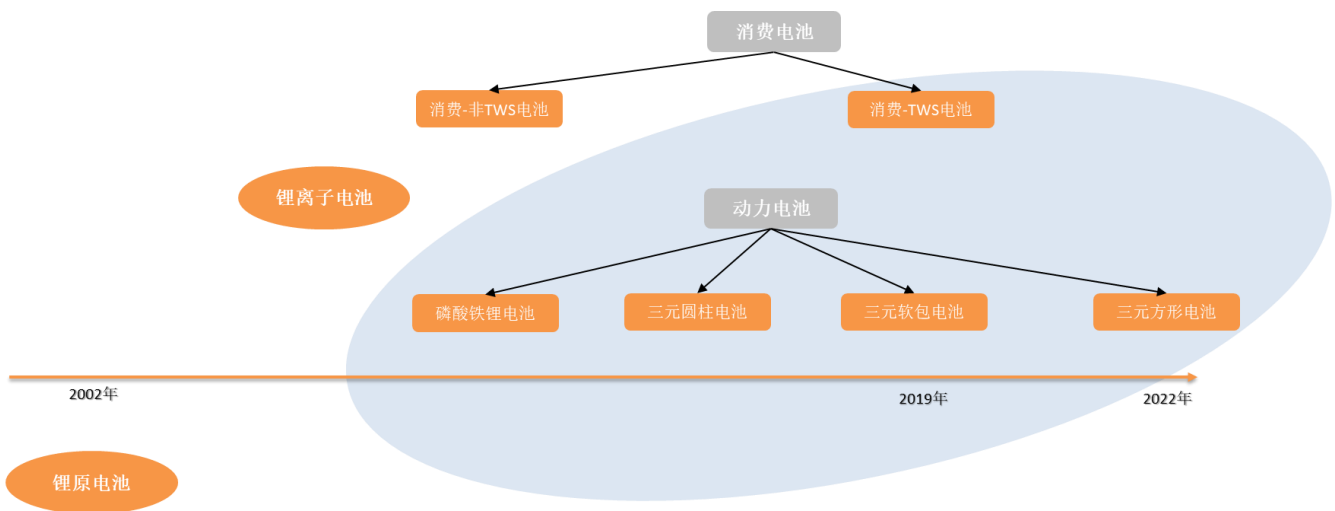 消费电池
消费-非TWS电池
消费-TWS电池
锂离子电池
动力电池
磷酸铁锂电池
三元圆柱电池
三元软包电池
三元方形电池
2002年
2019年
2022年
锂原电池